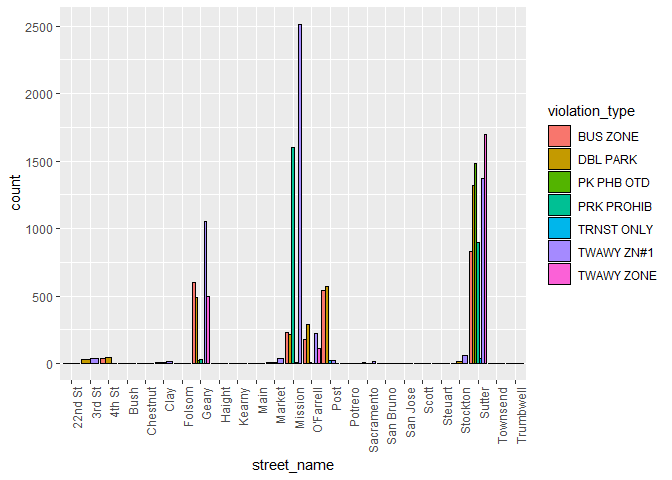 2500
2000
1500
1000
500
0
count
22nd St
3rd St
4th St
Bush
Chestnut
Clay
Folsom
Geary
Haight
Kearny
Main
Market
Mission
O'Farrell
Post
Potrero
Sacramento
San Bruno
San Jose
Scott
Steuart
Stockton
Sutter
Townsend
Trumbwell
street_name
violation_type
BUS ZONE
DBL PARK
PK PHB OTD
PRK PROHIB
TRNST ONLY
TWAWY ZN#1
TWAWY ZONE